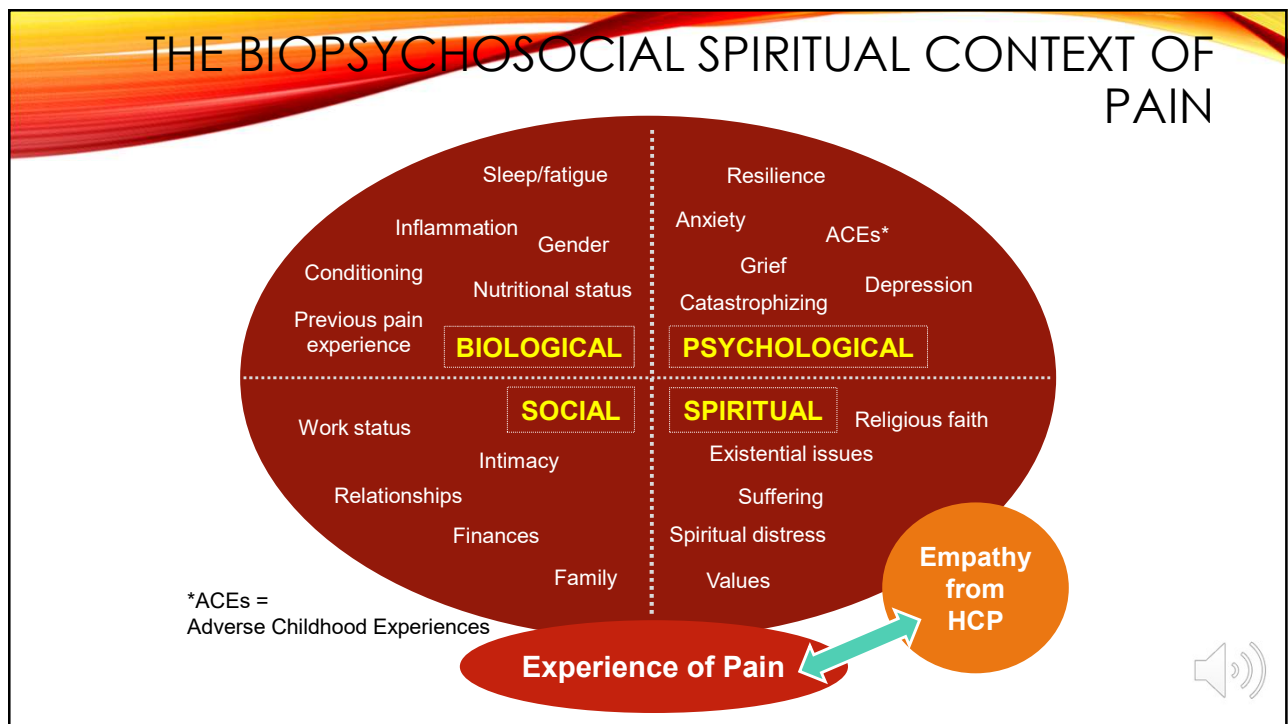 THE BIOPSYCHOSOCIAL SPIRITUAL CONTEXT OF
PAIN
Sleep/fatigue
Inflammation
Gender
Conditioning
Nutritional status
Previous pain
experience
BIOLOGICAL
Resilience
Anxiety
ACEs*
Grief
Depression
Catastrophizing
PSYCHOLOGICAL
SOCIAL
Work status
Intimacy
Relationships
Finances
Family
SPIRITUAL
Religious faith
Existential issues
Suffering
Spiritual distress
Values
Empathy
from
HCP
*ACEs =
Adverse Childhood Experiences
Experience of Pain